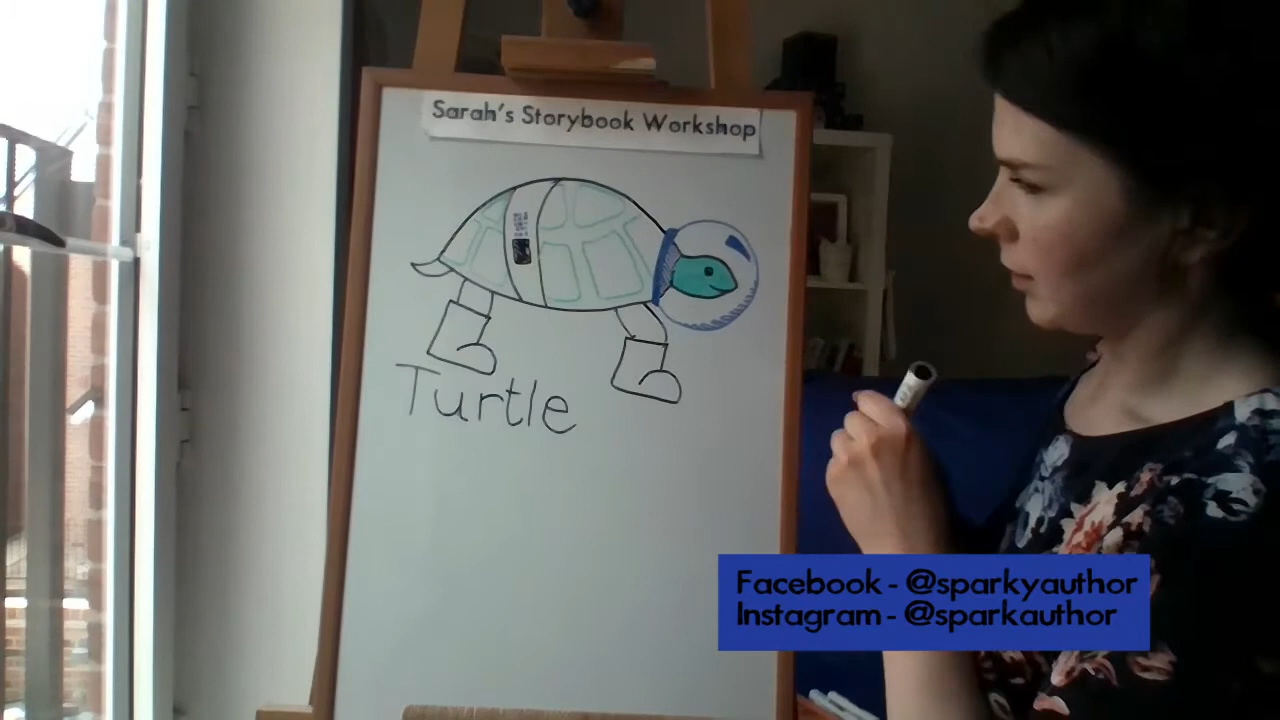 Sarah's Storybook Workshop
Turtle
Facebook - @sparkyauthor
Instagram - @sparkauthor